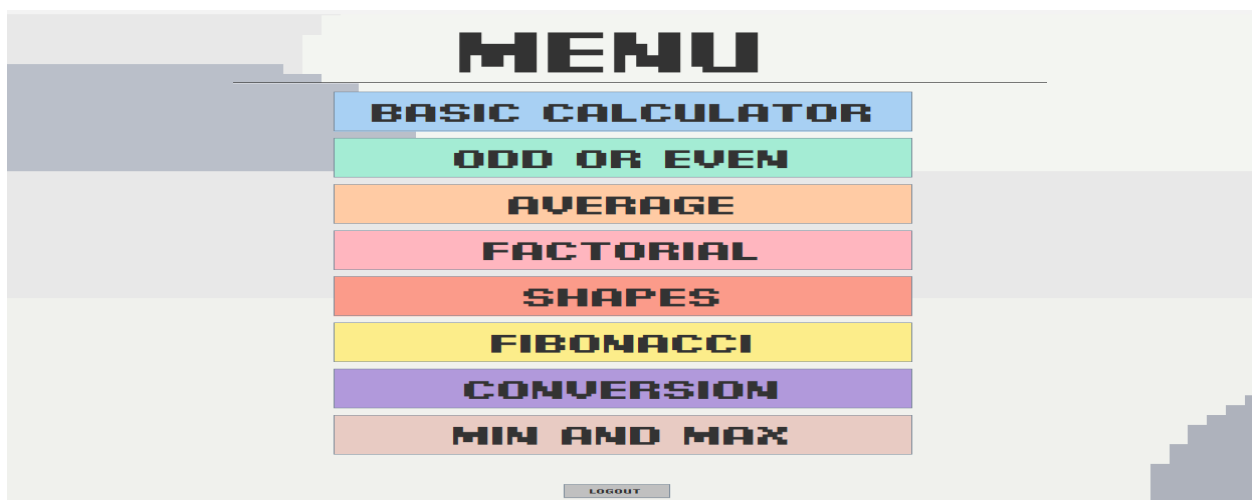 MENU
BASIC CALCULATOR
ODD OR EVEN
AVERAGE
FACTORIAL
SHAPES
FIBONACCI
CONVERSION
MIN AND MAX
LOGOUT